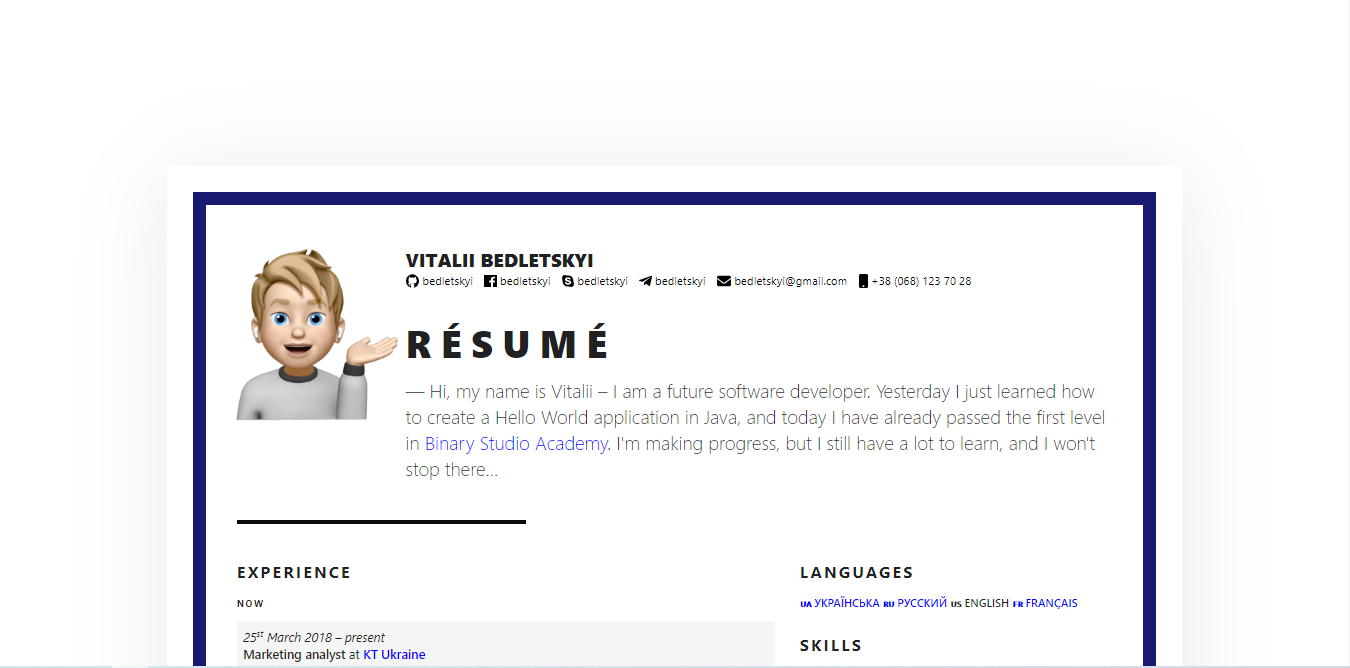 VITALII BEDLETSKYI
bedletskyi bedletskyi bedletskyi bedletskyi bedletskyi@gmail.com +38 (068) 123 70 28
RÉSUMÉ
— Hi, my name is Vitalii – I am a future software developer. Yesterday I just learned how
to create a Hello World application in Java, and today I have already passed the first level
in Binary Studio Academy. I'm making progress, but I still have a lot to learn, and I won't
stop there...
EXPERIENCE
NOW
25st March 2018 – present
Marketing analyst at KT Ukraine
LANGUAGES
UA УКРАЇНСЬКА RU РУССКИЙ US ENGLISH FR FRANÇAIS
SKILLS